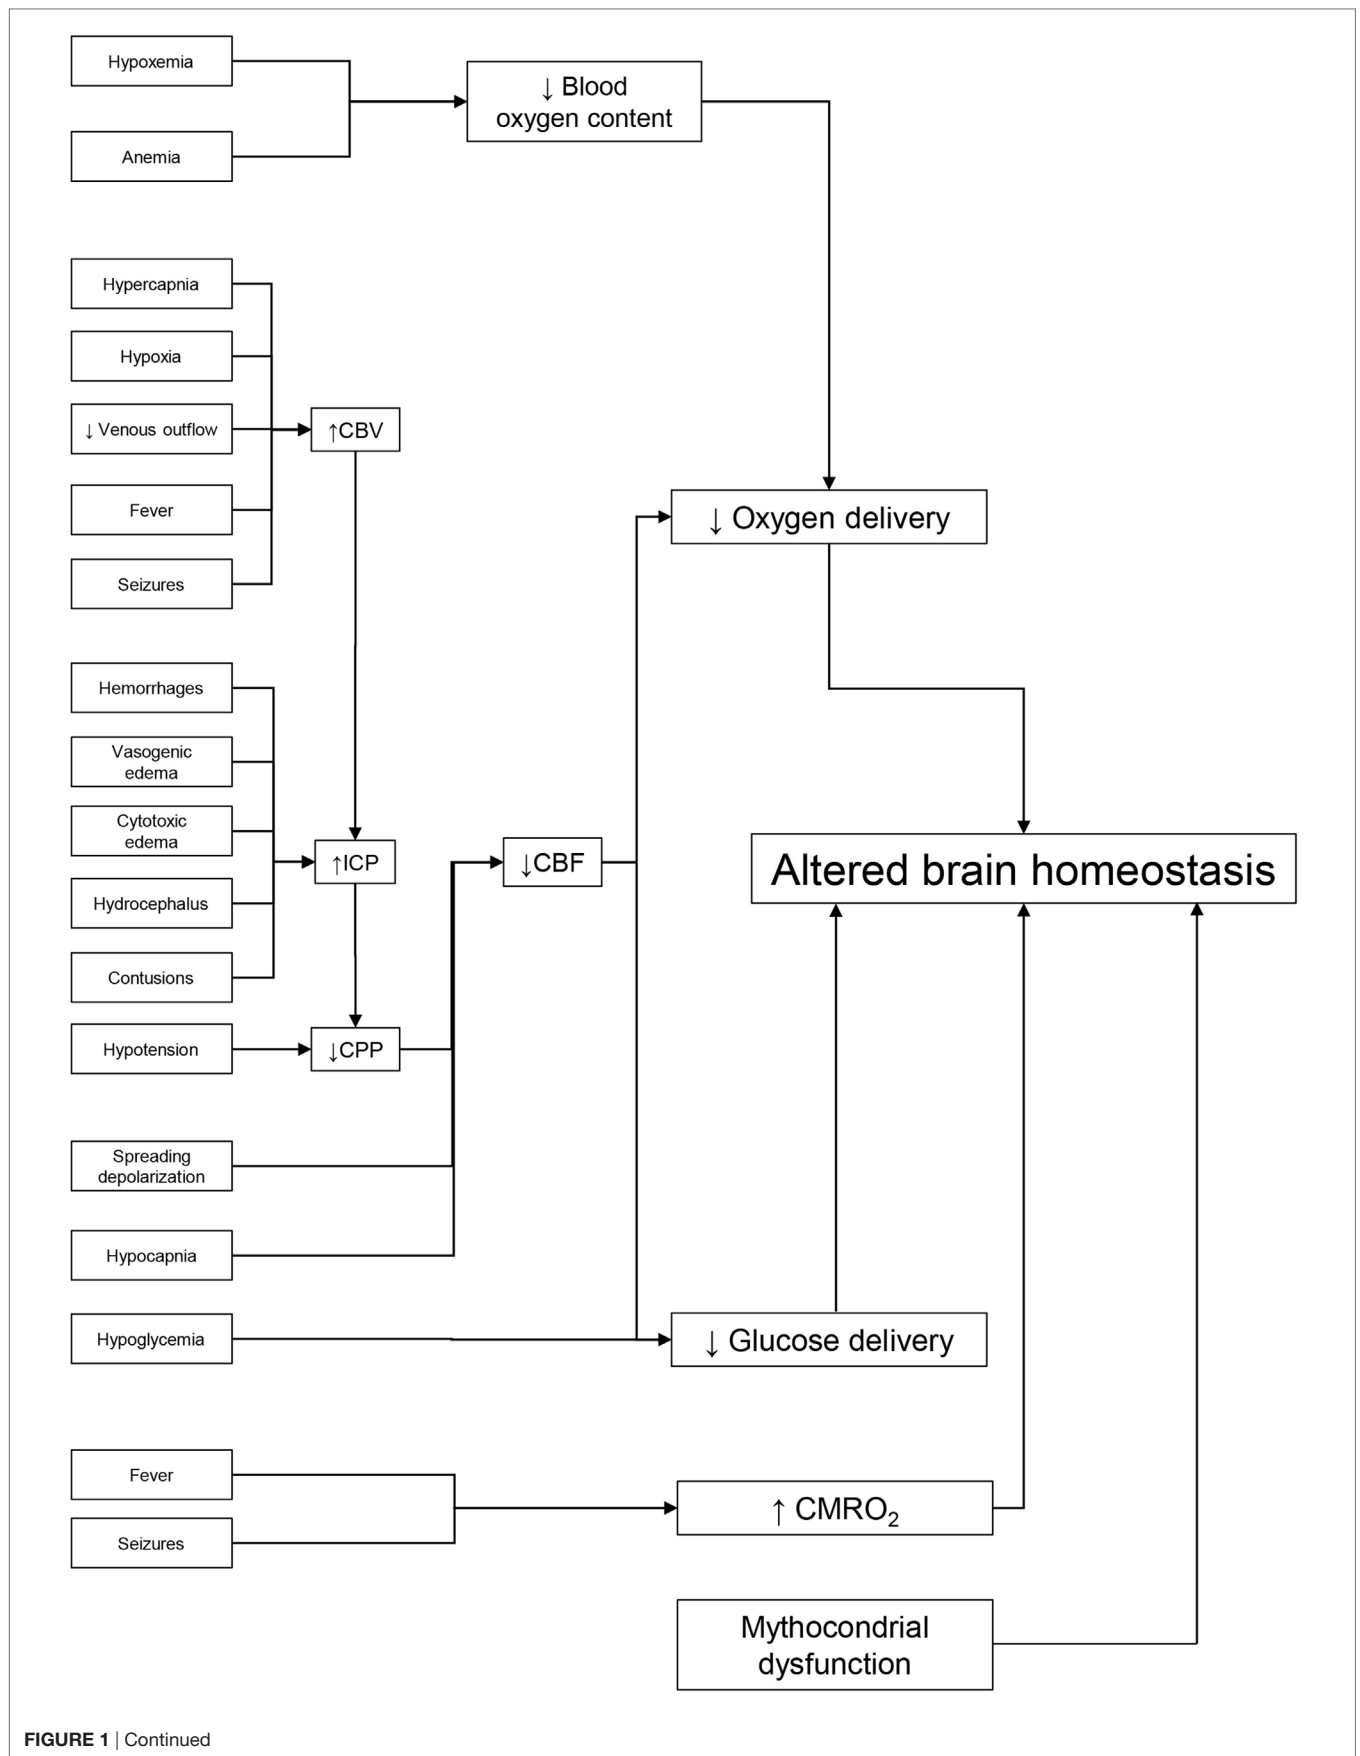 Hypoxemia
↓ Blood
oxygen content
Anemia
Hypercapnia
Hypoxia
↓ Venous outflow
↑CBV
Fever
↓ Oxygen delivery
Seizures
Hemorrhages
Vasogenic
edema
Cytotoxic
edema
↑ICP
↓CBF
Altered brain homeostasis
Hydrocephalus
Contusions
Hypotension
↓CPP
Spreading
depolarization
Hypocapnia
Hypoglycemia
↓ Glucose delivery
Fever
↑ CMRO₂
Seizures
Mythocondrial
dysfunction
FIGURE 1 | Continued